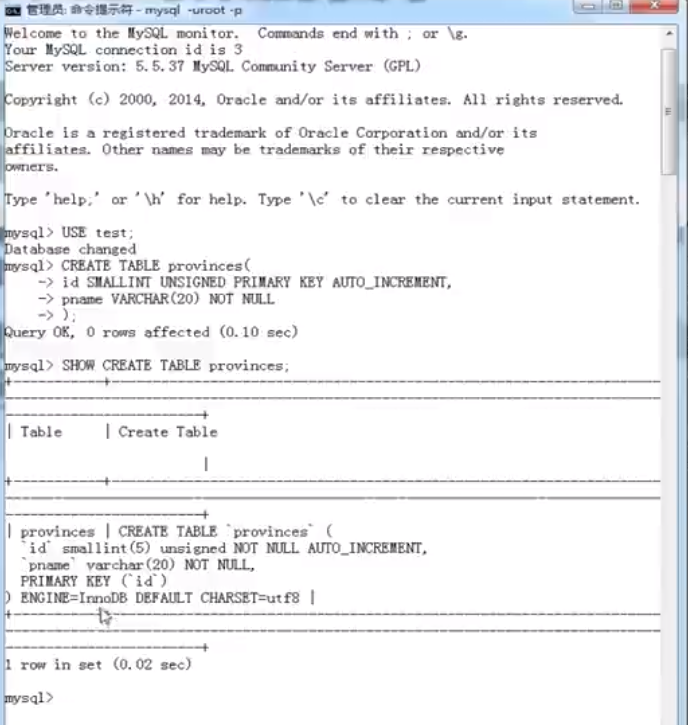 管理员: 命令提示符 - mysql -uroot -p
Welcome to the MySQL monitor.  Commands end with ; or \g.
Your MySQL connection id is 3
Server version: 5.5.37 MySQL Community Server (GPL)
Copyright (c) 2000, 2014, Oracle and/or its affiliates. All rights reserved.
Oracle is a registered trademark of Oracle Corporation and/or its
affiliates. Other names may be trademarks of their respective
owners.
Type 'help;' or '\h' for help. Type '\c' to clear the current input statement.
mysql> USE test;
Database changed
mysql> CREATE TABLE provinces(
    -> id SMALLINT UNSIGNED PRIMARY KEY AUTO_INCREMENT,
    -> pname VARCHAR(20) NOT NULL
    -> );
Query OK, 0 rows affected (0.10 sec)
mysql> SHOW CREATE TABLE provinces;
| Table     | Create Table
|
| provinces | CREATE TABLE `provinces` (
  `id` smallint(5) unsigned NOT NULL AUTO_INCREMENT,
  `pname` varchar(20) NOT NULL,
  PRIMARY KEY (`id`)
) ENGINE=InnoDB DEFAULT CHARSET=utf8 |
1 row in set (0.02 sec)
mysql>